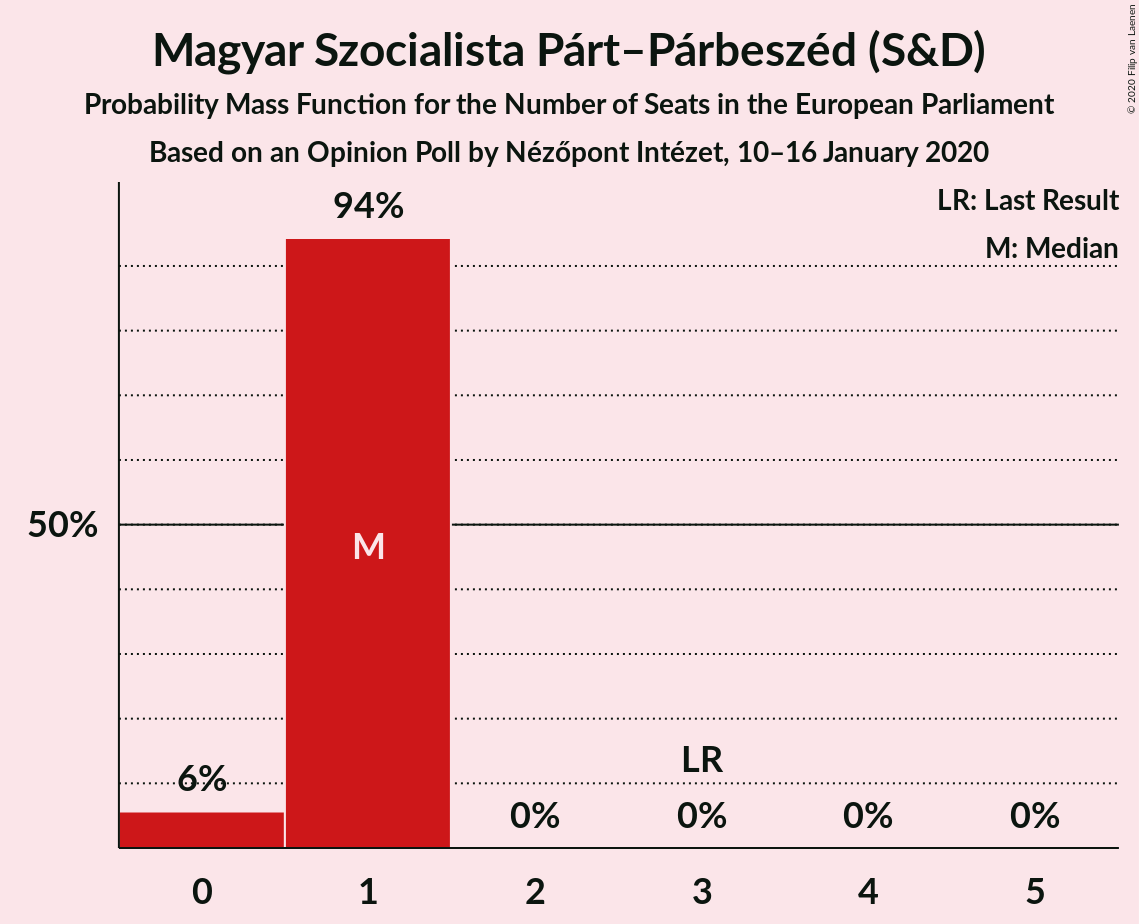 Magyar Szocialista Párt–Párbeszéd (S&D)
Probability Mass Function for the Number of Seats in the European Parliament
Based on an Opinion Poll by Nézőpont Intézet, 10–16 January 2020
© 2020 Filip van Laenen
LR: Last Result
M: Median
94%
50%
M
6%
LR
0%
0%
0%
0%
0 1 2 3 4 5